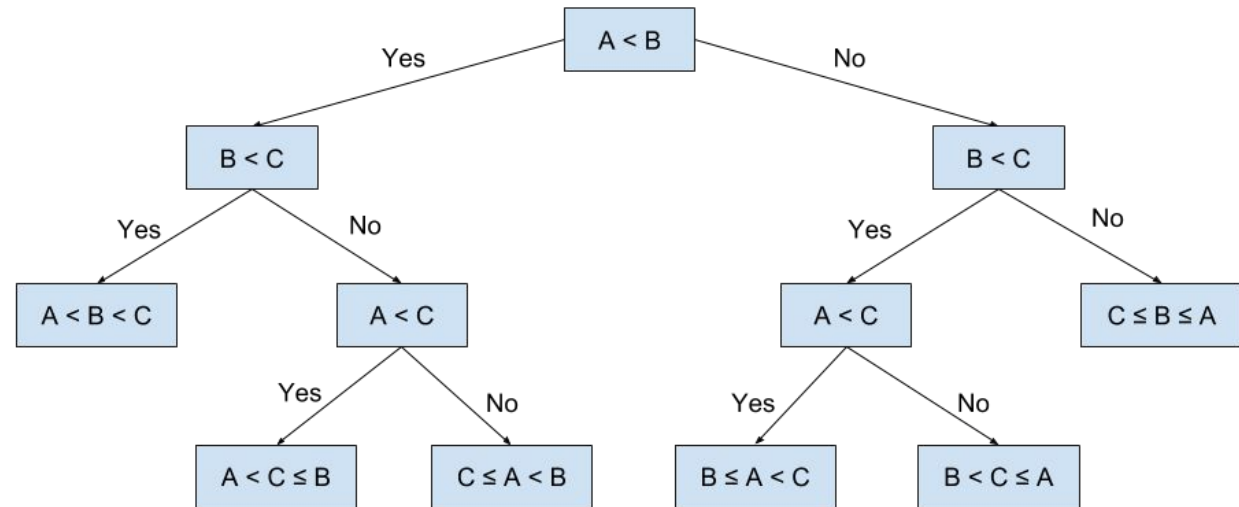 A < B
Yes
No
B < C
B < C
Yes
No
Yes
No
A < B < C
A < C
A < C
C ≤ B ≤ A
Yes
No
Yes
No
A < C ≤ B
C ≤ A < B
B ≤ A < C
B < C ≤ A